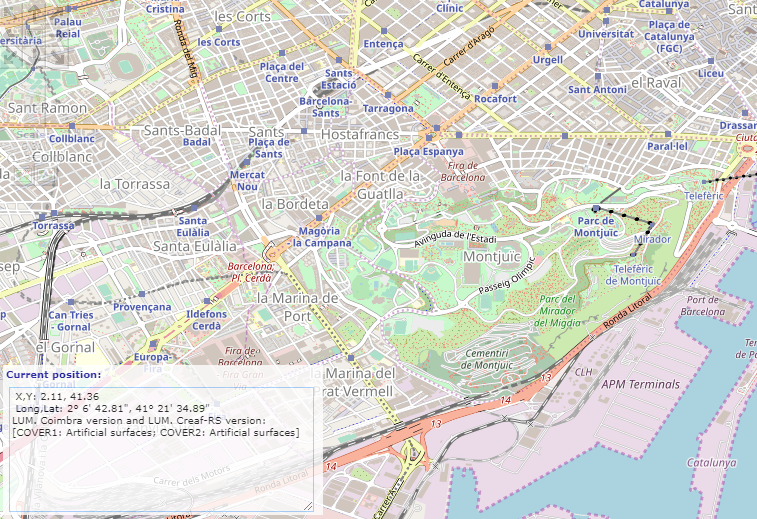 Palau
Reial
Cristina
les Corts
Clínic
Catalunya
Sant
ersitària
les Corts
Ronda del Mig
Entença
Carrer d'Aragó
Universitat
Plaça de
Catalunya
(FGC)
Plaça del
Centre
Sants
Estació
Carrer d'Entença
Urgell
Liceu
Sant Ramon
Barcelona-
Sants
Tarragona
Rocafort
Sant Antoni
el Raval
Collblanc
Sants-Badal
Badal
Sants
Hostafrancs
Drassan
Collblanc
Plaça de
Sants
Plaça Espanya
Paral·lel
Ciuta
la Torrassa
Mercat
Nou
la Font de la
Guatlla
Fira de
Barcelona
Telefèric
la Bordeta
Torrassa
Santa
Eulàlia
Magòria
la Campana
Avinguda de l'Estadi
Parc de
Montjuïc
Mirador
Santa Eulàlia
Montjuïc
sep
Barcelona,
Pl. Cerdà
Passeig Olímpic
Telefèric
de Montjuïc
la Marina de
Port
Parc del
Mirador
del Migdia
Ronda Litoral
Port de
Barcelona
Can Tries
- Gornal
Provençana
Ildefons
Cerdà
el Gornal
Europa-
Fira
Fira de
Barcelona
Cementiri
de Montjuïc
CLH
APM Terminals
Te
de P
la Marina del
Prat Vermell
13
14
13
Current position:
X,Y: 2.11, 41.36
Long,Lat: 2° 6' 42.81", 41° 21' 34.89"
LUM. Coimbra version and LUM. Creaf-RS version:
[COVER1: Artificial surfaces; COVER2: Artificial surfaces]
Catalunya
14
Carrer dels Motors
Ronda Litoral
Carrer A